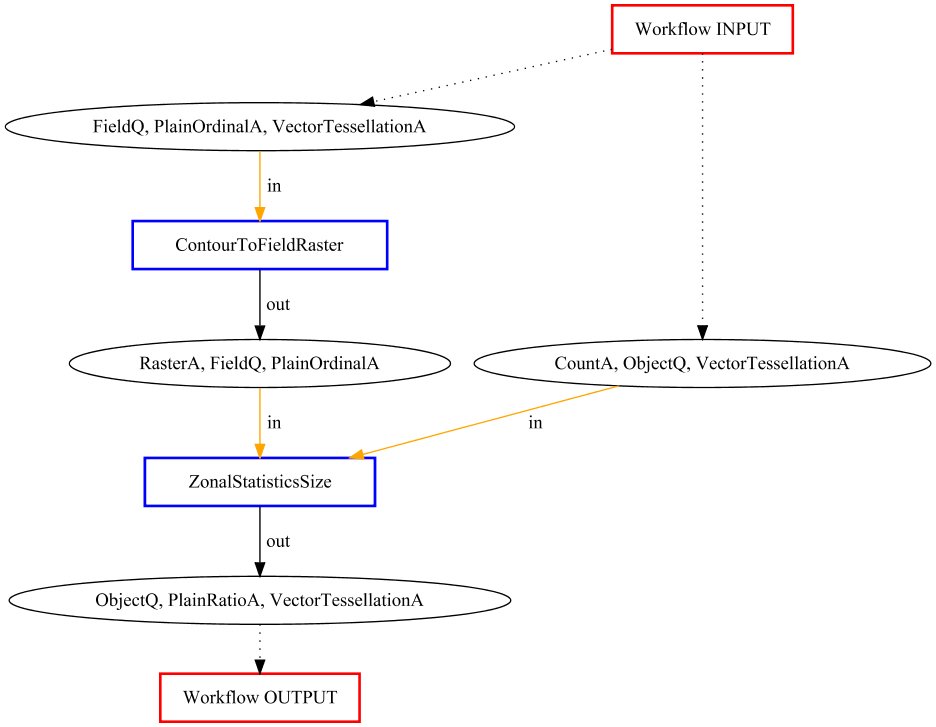 Workflow INPUT
FieldQ, PlainOrdinalA, VectorTessellationA
in
ContourToFieldRaster
out
RasterA, FieldQ, PlainOrdinalA
CountA, ObjectQ, VectorTessellationA
in
in
ZonalStatisticsSize
out
ObjectQ, PlainRatioA, VectorTessellationA
Workflow OUTPUT